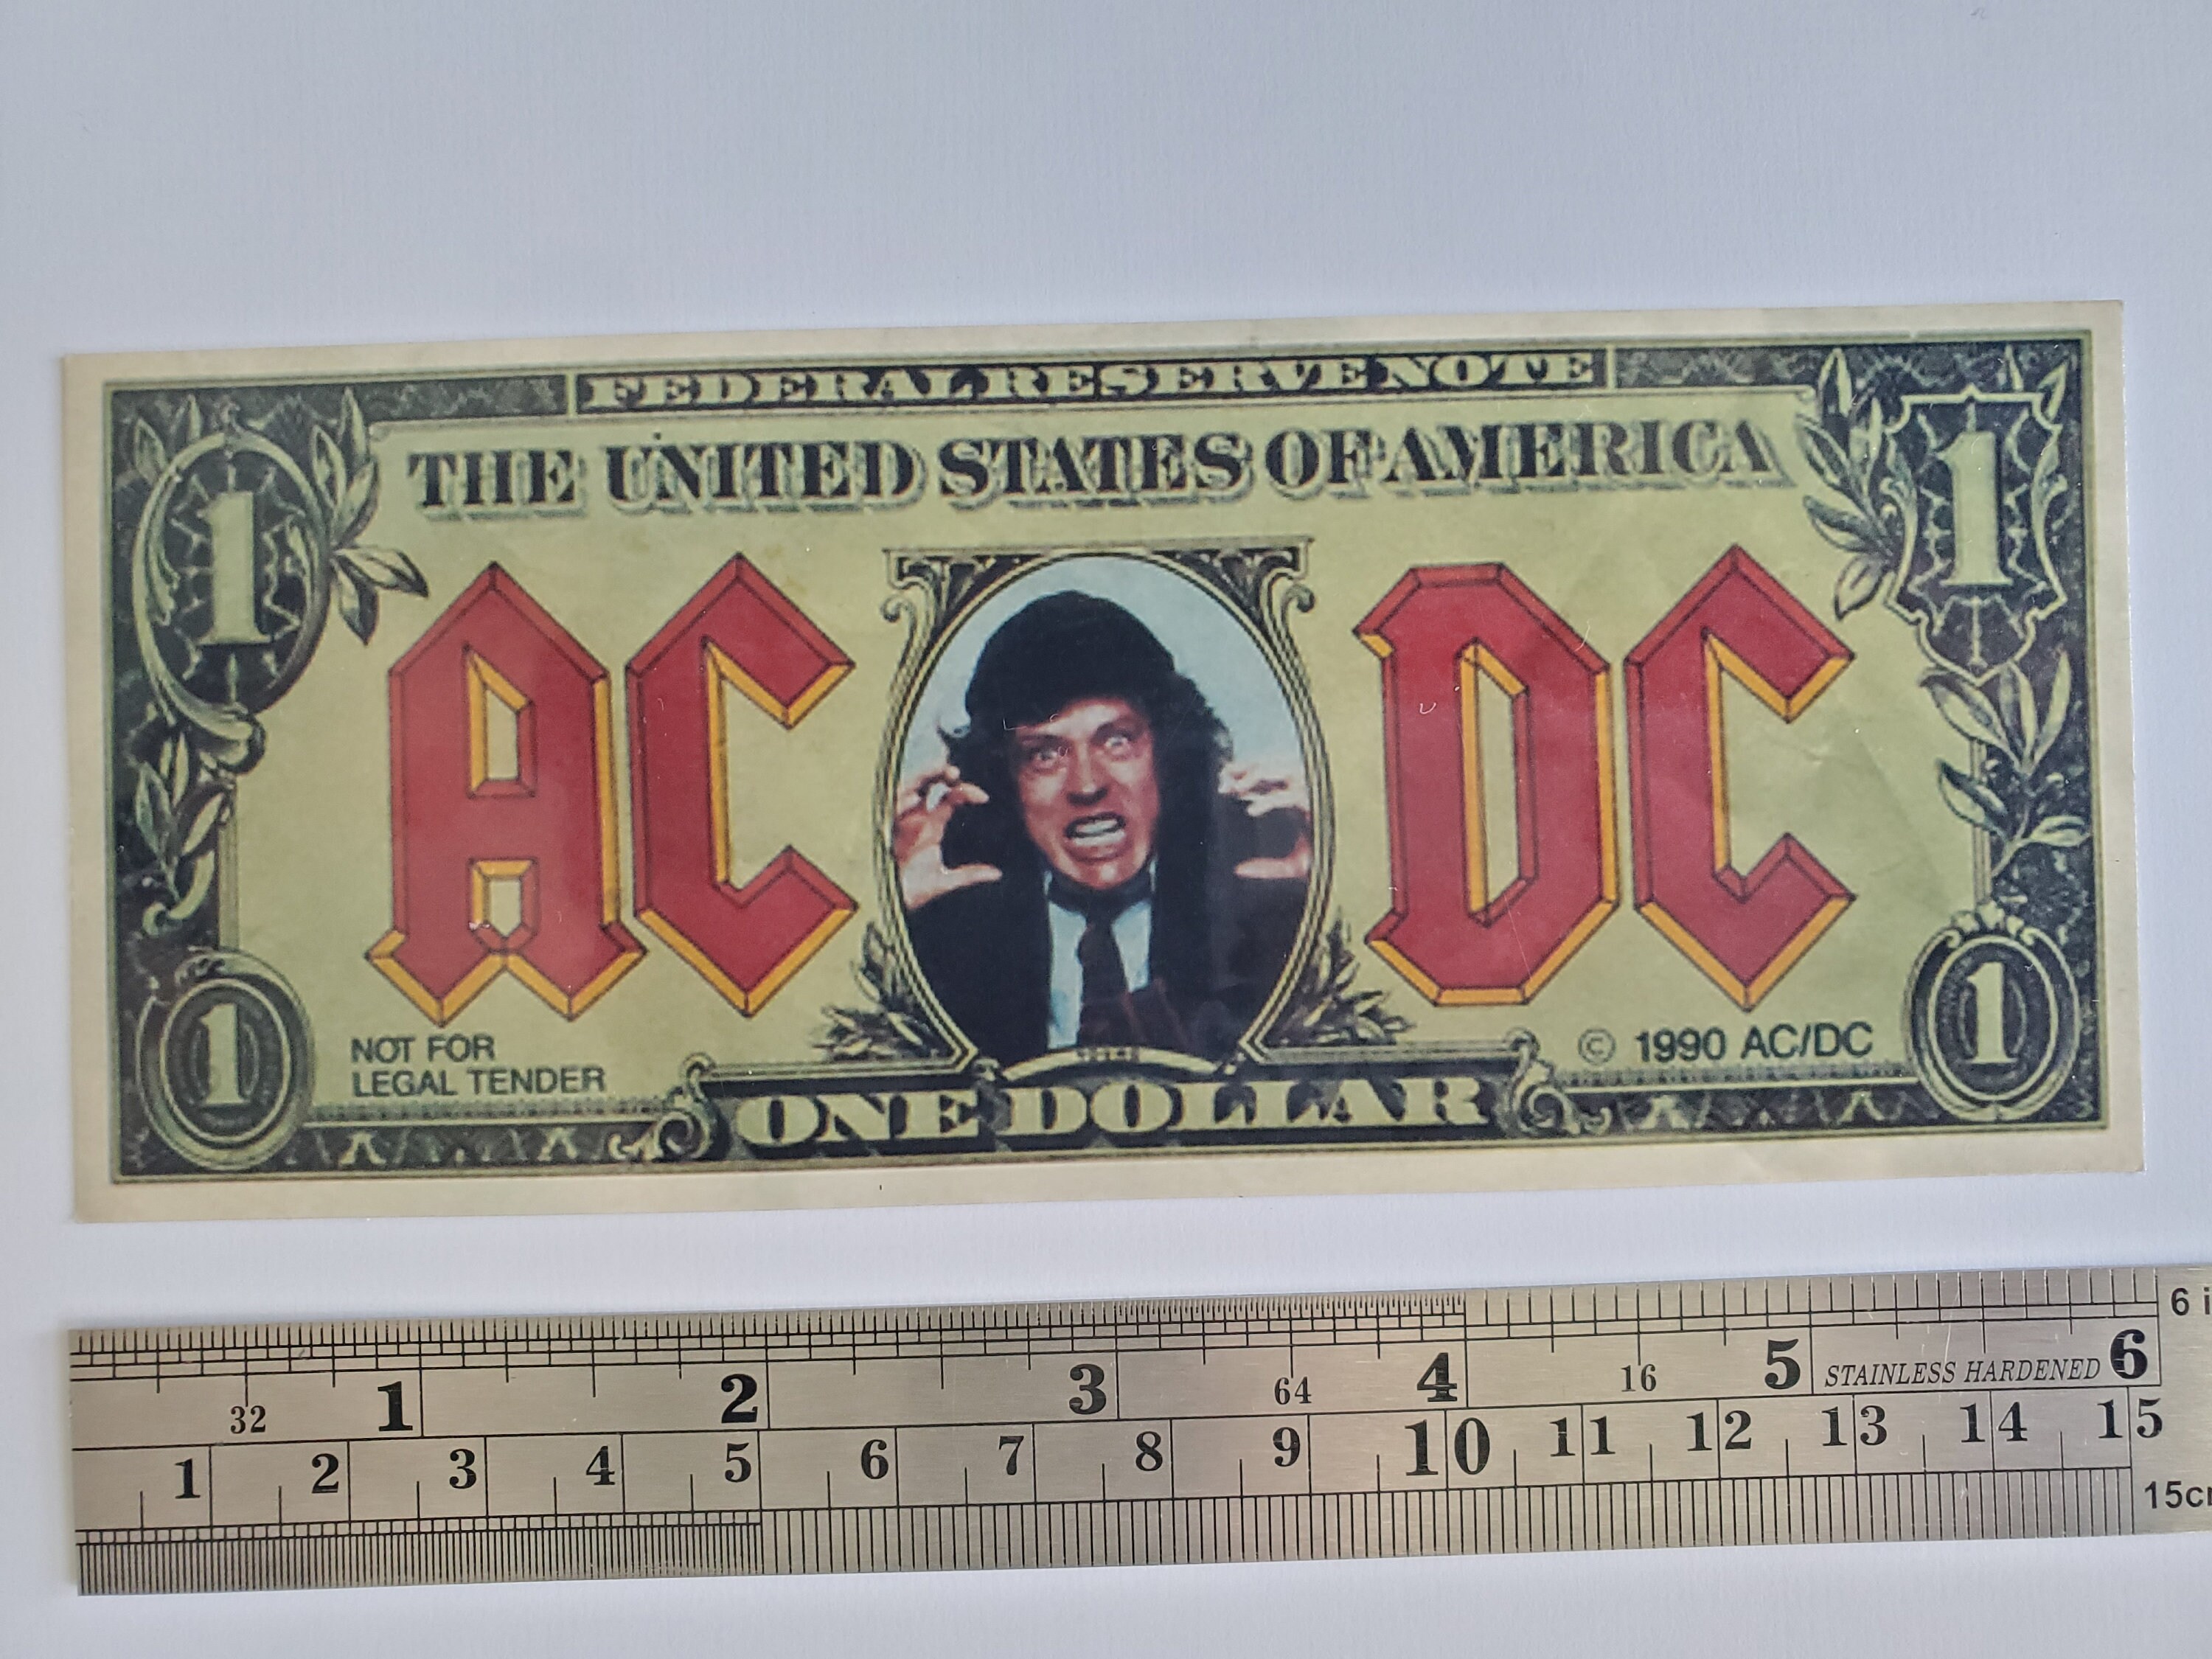 FEDERAL RESERVE NOTE
THE UNITED STATES OF AMERICA
1
1
AC DC
NOT FOR
LEGAL TENDER
© 1990 AC/DC
1
1
ONE DOLLAR
6 i
32 1 2 3 64 4 16 5 STAINLESS HARDENED 6
1 2 3 4 5 6 7 8 9 10 11 12 13 14 15
15c